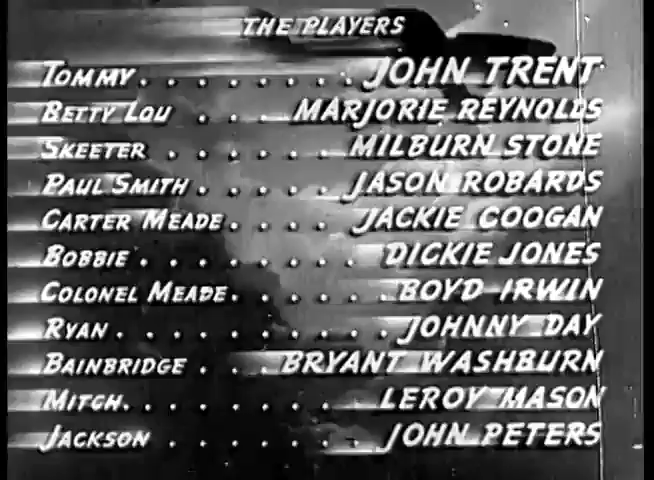 THE PLAYERS
TOMMY. . . . . . . . JOHN TRENT
BETTY LOU . . . . MARJORIE REYNOLDS
SKEETER . . . . . . MILBURN STONE
PAUL SMITH . . . . . JASON ROBARDS
CARTER MEADE. . . . . JACKIE COOGAN
BOBBIE . . . . . . . . DICKIE JONES
COLONEL MEADE. . . . . . BOYD IRWIN
RYAN . . . . . . . . . . JOHNNY DAY
BAINBRIDGE . . . BRYANT WASHBURN
MITCH. . . . . . . . . LEROY MASON
JACKSON . . . . . . . . JOHN PETERS